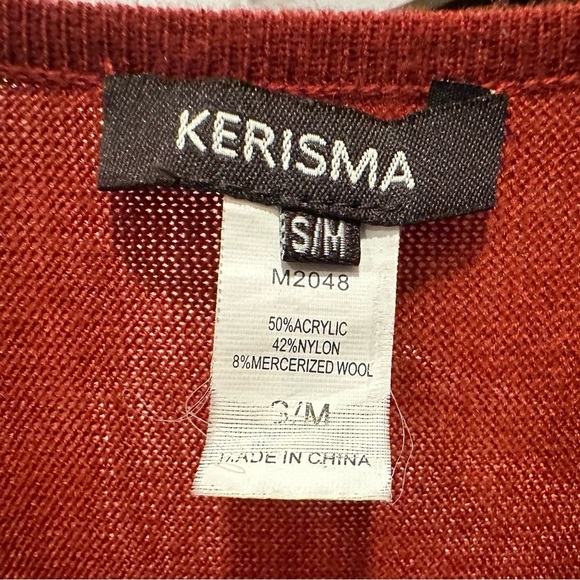 KERISMA
S/M
M2048
50%ACRYLIC
42%NYLON
8%MERCERIZED WOOL
S/M
MADE IN CHINA